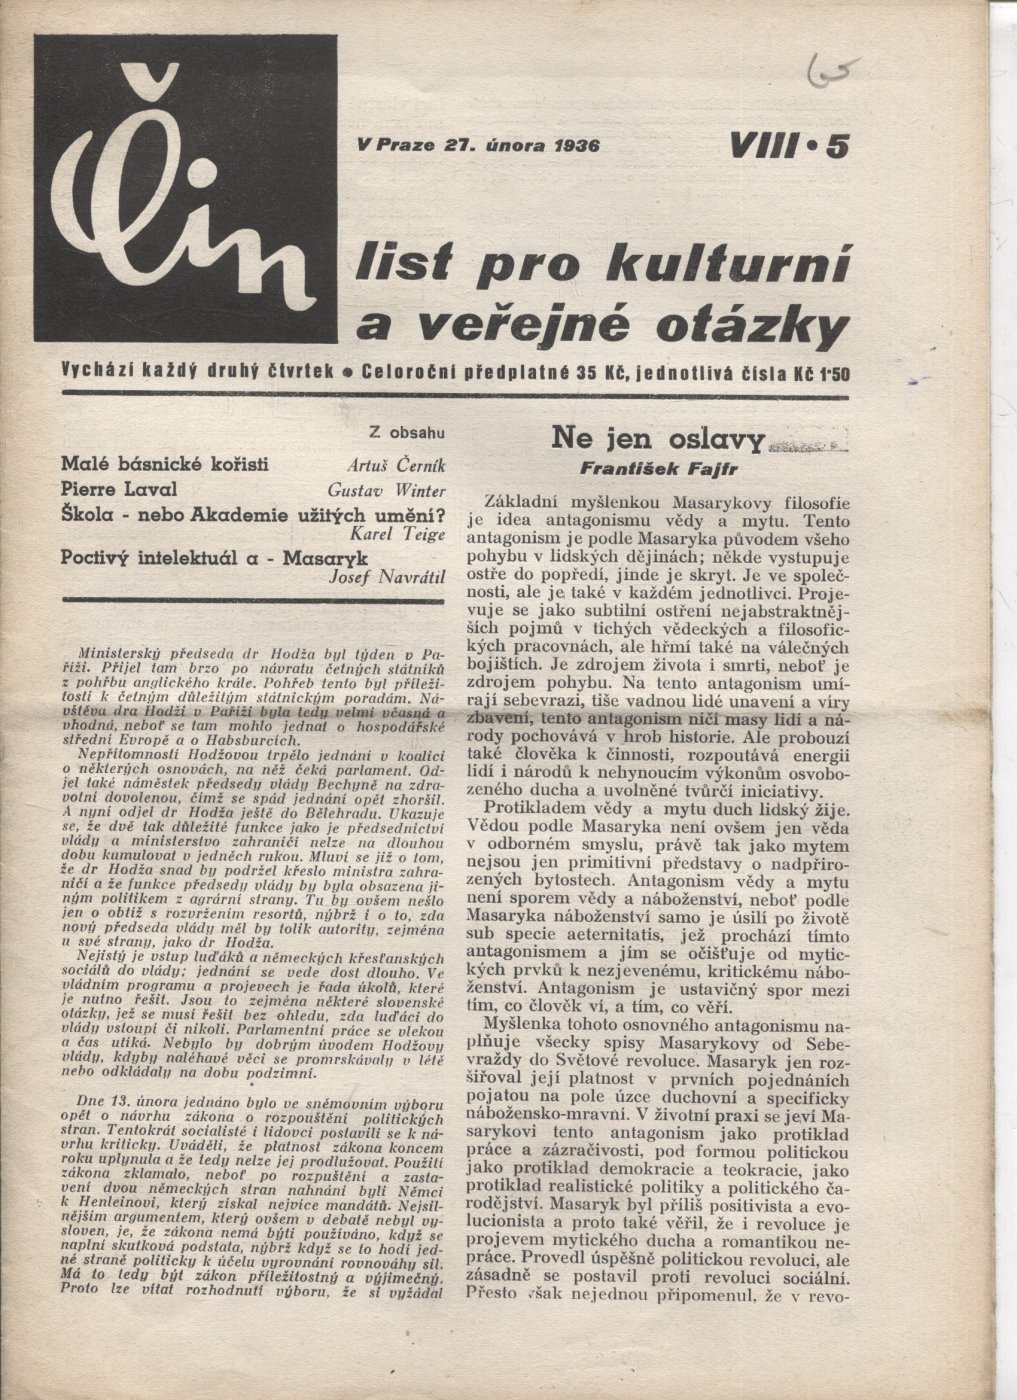 Čin
V Praze 27. února 1936
VIII • 5
list pro kulturní
a veřejné otázky
Vychází každý druhý čtvrtek • Celoroční předplatné 35 Kč, jednotlivá čísla Kč 1·50
Z obsahu
Malé básnické kořisti Artuš Černík
Pierre Laval Gustav Winter
Škola - nebo Akademie užitých umění?
Karel Teige
Poctivý intelektuál a - Masaryk
Josef Navrátil
Ministerský předseda dr Hodža byl týden v Pa-
říži. Přijel tam brzo po návratu četných státníků
z pohřbu anglického krále. Pohřeb tento byl příleži-
tostí k četným důležitým státnickým poradám. Ná-
vštěva dra Hodži v Paříži byla tedy velmi včasná a
vhodná, neboť se tam mohlo jednat o hospodářské
střední Evropě a o Habsburcích.
Nepřítomností Hodžovou trpělo jednání v koalici
o některých osnovách, na něž čeká parlament. Od-
jel také náměstek předsedy vlády Bechyně na zdra-
votní dovolenou, čímž se spád jednání opět zhoršil.
A nyní odjel dr Hodža ještě do Bělehradu. Ukazuje
se, že dvě tak důležité funkce jako je předsednictví
vlády a ministerstvo zahraničí nelze na dlouhou
dobu kumulovat v jedněch rukou. Mluví se již o tom,
že dr Hodža snad by podržel křeslo ministra zahra-
ničí a že funkce předsedy vlády by byla obsazena ji-
ným politikem z agrární strany. Tu by ovšem nešlo
jen o obtíž s rozvržením resortů, nýbrž i o to, zda
nový předseda vlády měl by tolik autority, zejména
u své strany, jako dr Hodža.
Nejistý je vstup luďáků a německých křesťanských
sociálů do vlády; jednání se vede dost dlouho. Ve
vládním programu a projevech je řada úkolů, které
je nutno řešit. Jsou to zejména některé slovenské
otázky, jež se musí řešit bez ohledu, zda luďáci do
vlády vstoupí či nikoli. Parlamentní práce se vlekou
a čas utíká. Nebylo by dobrým úvodem Hodžovy
vlády, kdyby naléhavé věci se promrskávaly v létě
nebo odkládaly na dobu podzimní.
Dne 13. února jednáno bylo ve sněmovním výboru
opět o návrhu zákona o rozpouštění politických
stran. Tentokrát socialisté i lidovci postavili se k ná-
vrhu kriticky. Uváděli, že platnost zákona koncem
roku uplynula a že tedy nelze jej prodlužovat. Použití
zákona zklamalo, neboť po rozpuštění a zasta-
vení dvou německých stran nahnáni byli Němci
k Henleinovi, který získal nejvíce mandátů. Nejsil-
nějším argumentem, který ovšem v debatě nebyl vy-
sloven, je, že zákona nemá býti používáno, když se
naplní skutková podstata, nýbrž když se to hodí jed-
né straně politicky k účelu vyrovnání rovnováhy sil.
Má to tedy být zákon příležitostný a výjimečný.
Proto lze vítat rozhodnutí výboru, že si vyžádal
Ne jen oslavy
František Fajfr
Základní myšlenkou Masarykovy filosofie
je idea antagonismu vědy a mytu. Tento
antagonism je podle Masaryka původem všeho
pohybu v lidských dějinách; někde vystupuje
ostře do popředí, jinde je skryt. Je ve společ-
nosti, ale je také v každém jednotlivci. Proje-
vuje se jako subtilní ostření nejabstraktněj-
ších pojmů v tichých vědeckých a filosofic-
kých pracovnách, ale hřmí také na válečných
bojištích. Je zdrojem života i smrti, neboť je
zdrojem pohybu. Na tento antagonism umí-
rají sebevrazi, tiše vadnou lidé unavení a víry
zbavení, tento antagonism ničí masy lidí a ná-
rody pochovává v hrob historie. Ale probouzí
také člověka k činnosti, rozpoutává energii
lidí i národů k nehynoucím výkonům osvobo-
zeného ducha a uvolněné tvůrčí iniciativy.
Protikladem vědy a mytu duch lidský žije.
Vědou podle Masaryka není ovšem jen věda
v odborném smyslu, právě tak jako mytem
nejsou jen primitivní představy o nadpřiro-
zených bytostech. Antagonism vědy a mytu
není sporem vědy a náboženství, neboť podle
Masaryka náboženství samo je úsilí po životě
sub specie aeternitatis, jež prochází tímto
antagonismem a jím se očišťuje od mytic-
kých prvků k nezjevenému, kritickému nábo-
ženství. Antagonism je ustavičný spor mezi
tím, co člověk ví, a tím, co věří.
Myšlenka tohoto osnovného antagonismu na-
plňuje všecky spisy Masarykovy od Sebe-
vraždy do Světové revoluce. Masaryk jen roz-
šiřoval její platnost v prvních pojednáních
pojatou na pole úzce duchovní a specificky
nábožensko-mravní. V životní praxi se jeví Ma-
sarykovi tento antagonism jako protiklad
práce a zázračivosti, pod formou politickou
jako protiklad demokracie a teokracie, jako
protiklad realistické politiky a politického ča-
rodějství. Masaryk byl příliš positivista a evo-
lucionista a proto také věřil, že i revoluce je
projevem mytického ducha a romantikou ne-
práce. Provedl úspěšně politickou revoluci, ale
zásadně se postavil proti revoluci sociální.
Přesto však nejednou připomenul, že v revo-